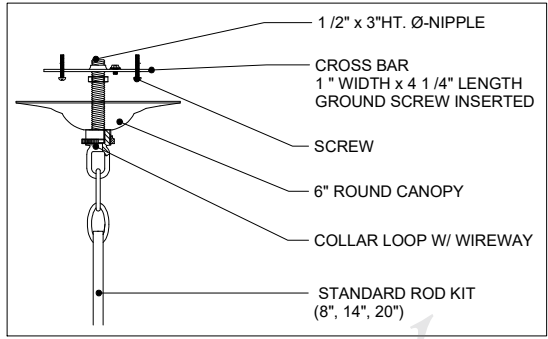 1 /2" x 3"HT. Ø-NIPPLE
CROSS BAR
1 " WIDTH x 4 1 /4" LENGTH
GROUND SCREW INSERTED
SCREW
6" ROUND CANOPY
COLLAR LOOP W/ WIREWAY
STANDARD ROD KIT
(8", 14", 20")